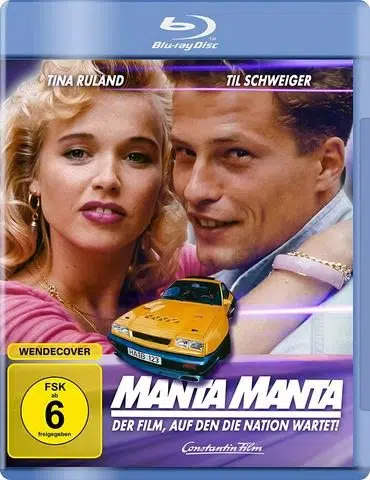 Blu-ray Disc
TINA RULAND TIL SCHWEIGER
WENDECOVER
FSK
ab
6
freigegeben
MANTA MANTA
DER FILM, AUF DEN DIE NATION WARTET!
Constantin Film